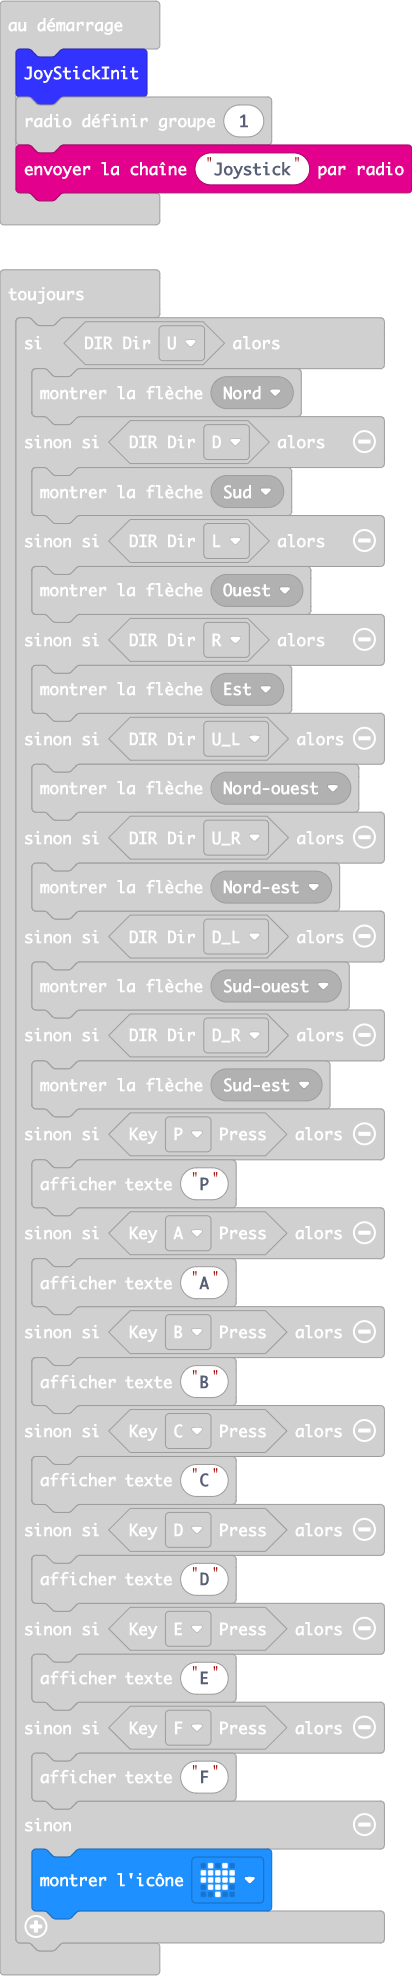 au démarrage
JoyStickInit
radio définir groupe 1
envoyer la chaîne "Joystick" par radio
toujours
si DIR Dir U alors
montrer la flèche Nord
sinon si DIR Dir D alors
montrer la flèche Sud
sinon si DIR Dir L alors
montrer la flèche Ouest
sinon si DIR Dir R alors
montrer la flèche Est
sinon si DIR Dir U_L alors
montrer la flèche Nord-ouest
sinon si DIR Dir U_R alors
montrer la flèche Nord-est
sinon si DIR Dir D_L alors
montrer la flèche Sud-ouest
sinon si DIR Dir D_R alors
montrer la flèche Sud-est
sinon si Key P Press alors
afficher texte "P"
sinon si Key A Press alors
afficher texte "A"
sinon si Key B Press alors
afficher texte "B"
sinon si Key C Press alors
afficher texte "C"
sinon si Key D Press alors
afficher texte "D"
sinon si Key E Press alors
afficher texte "E"
sinon si Key F Press alors
afficher texte "F"
sinon
montrer l'icône